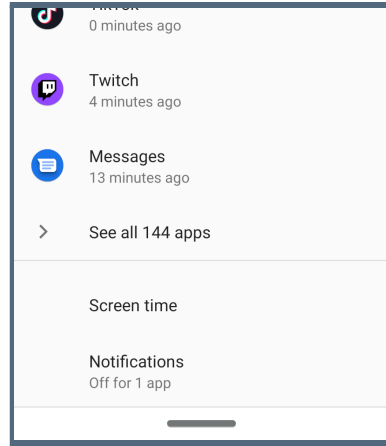 TikTok
0 minutes ago
Twitch
4 minutes ago
Messages
13 minutes ago
See all 144 apps
Screen time
Notifications
Off for 1 app